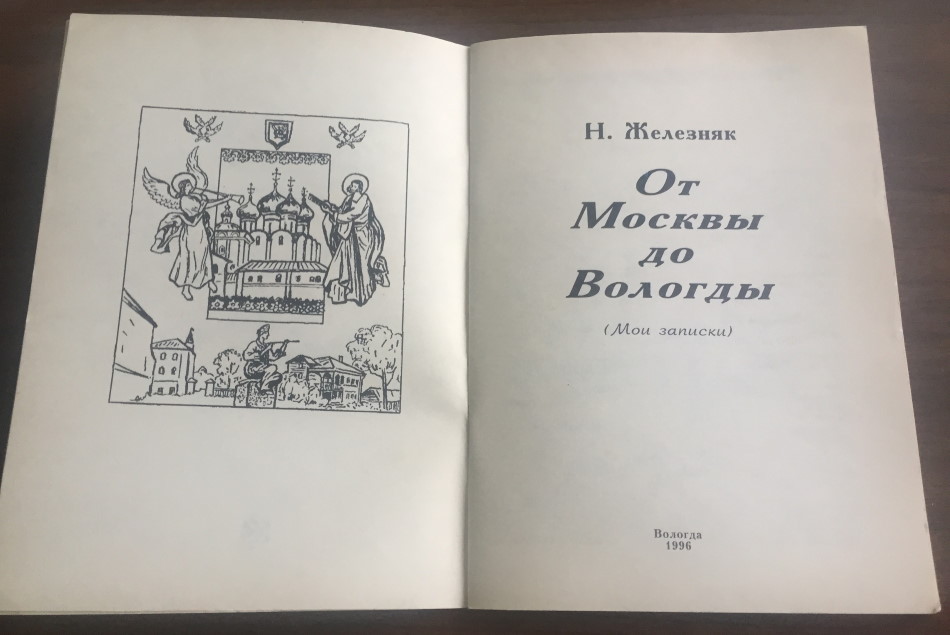 Н. Железняк
От
Москвы
до
Вологды
(Мои записки)
Вологда
1996